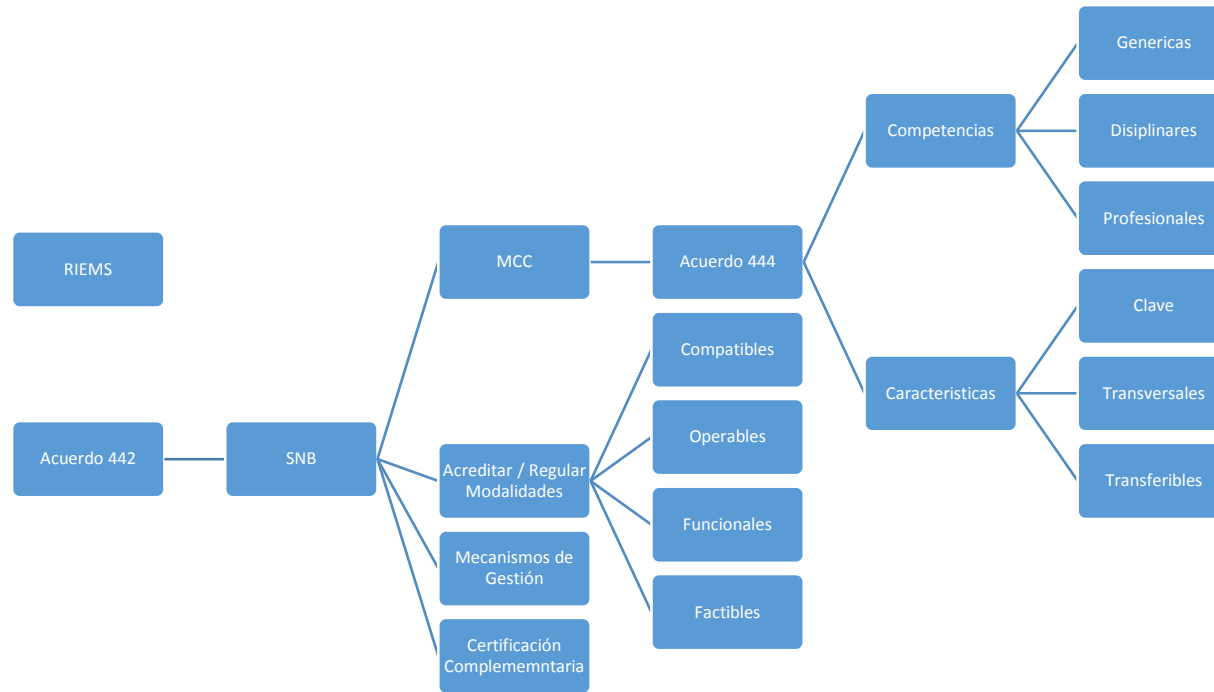 RIEMS
Acuerdo 442
SNB
MCC
Acuerdo 444
Competencias
Genericas
Disiplinares
Profesionales
Caracteristicas
Clave
Transversales
Transferibles
Acreditar / Regular
Modalidades
Compatibles
Operables
Funcionales
Factibles
Mecanismos de
Gestión
Certificación
Complememntaria